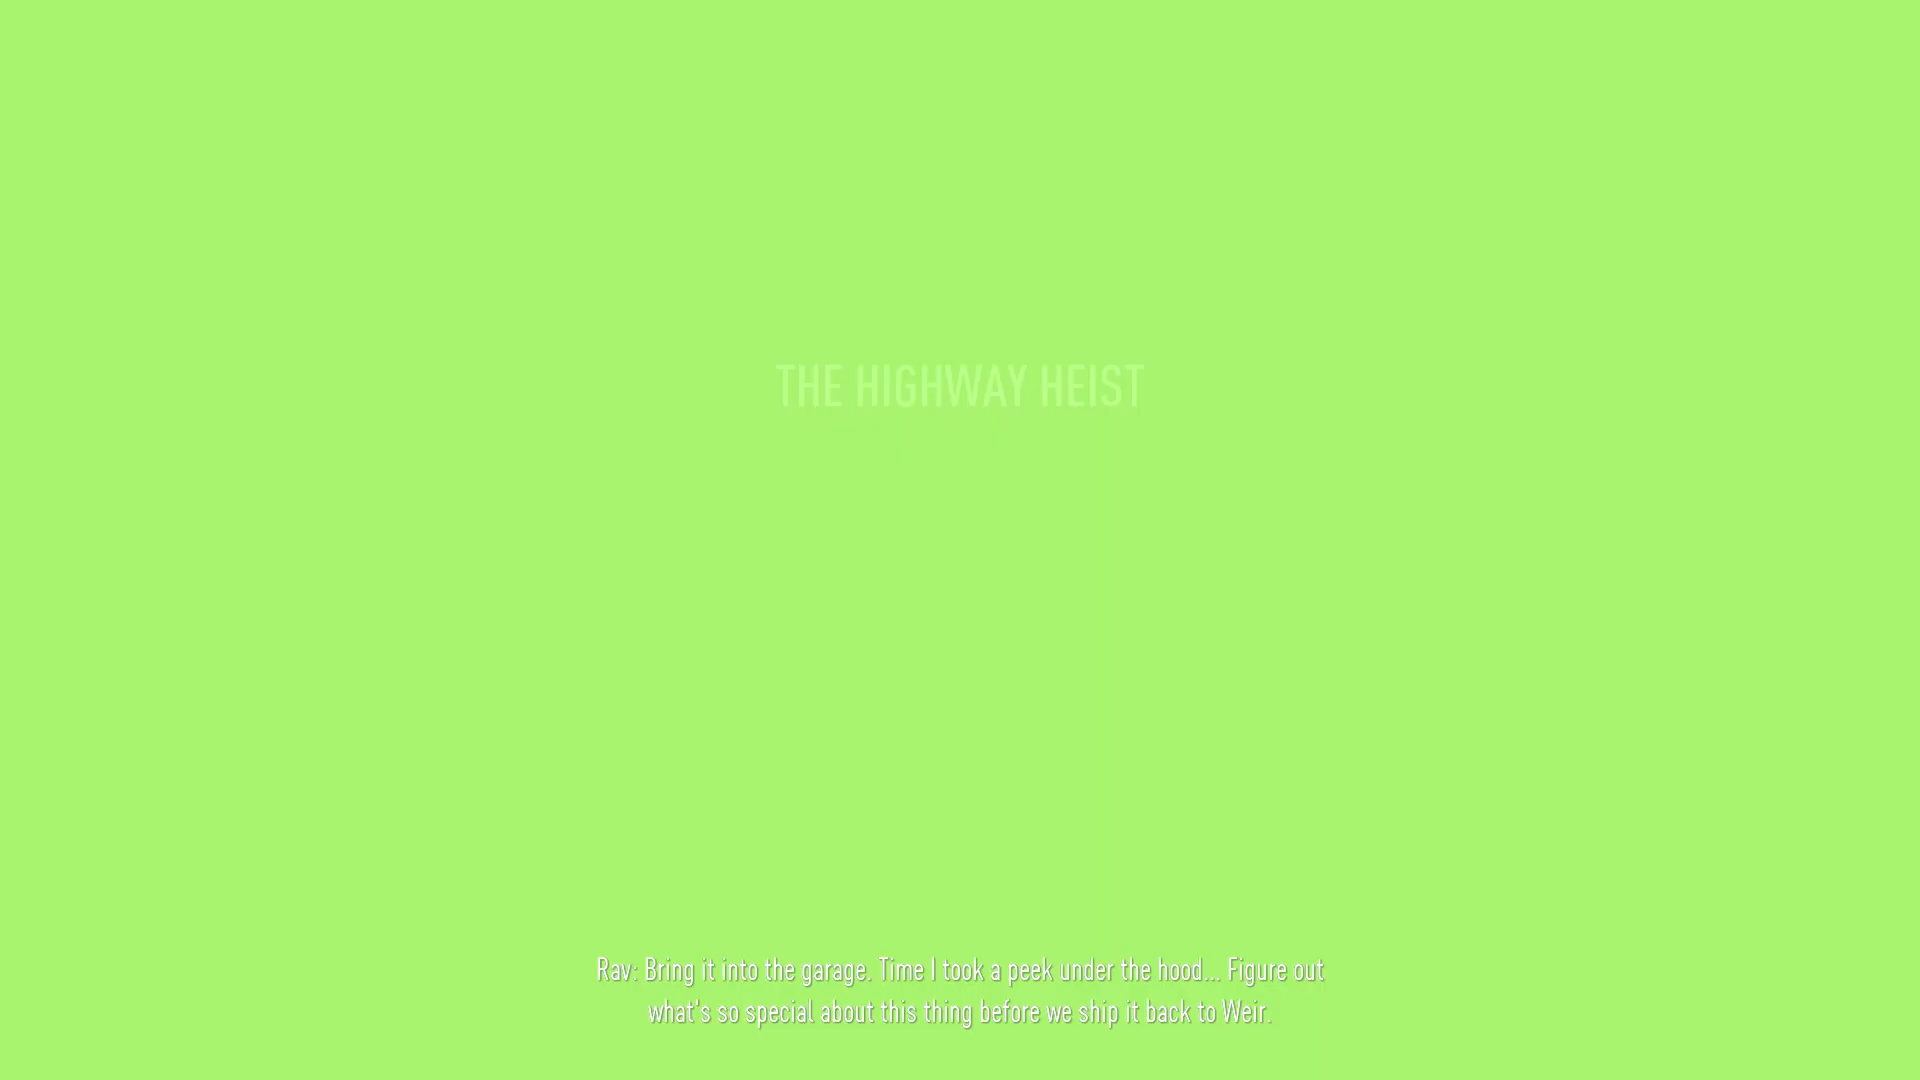 THE HIGHWAY HEIST
Rav: Bring it into the garage. Time I took a peek under the hood... Figure out
what's so special about this thing before we ship it back to Weir.